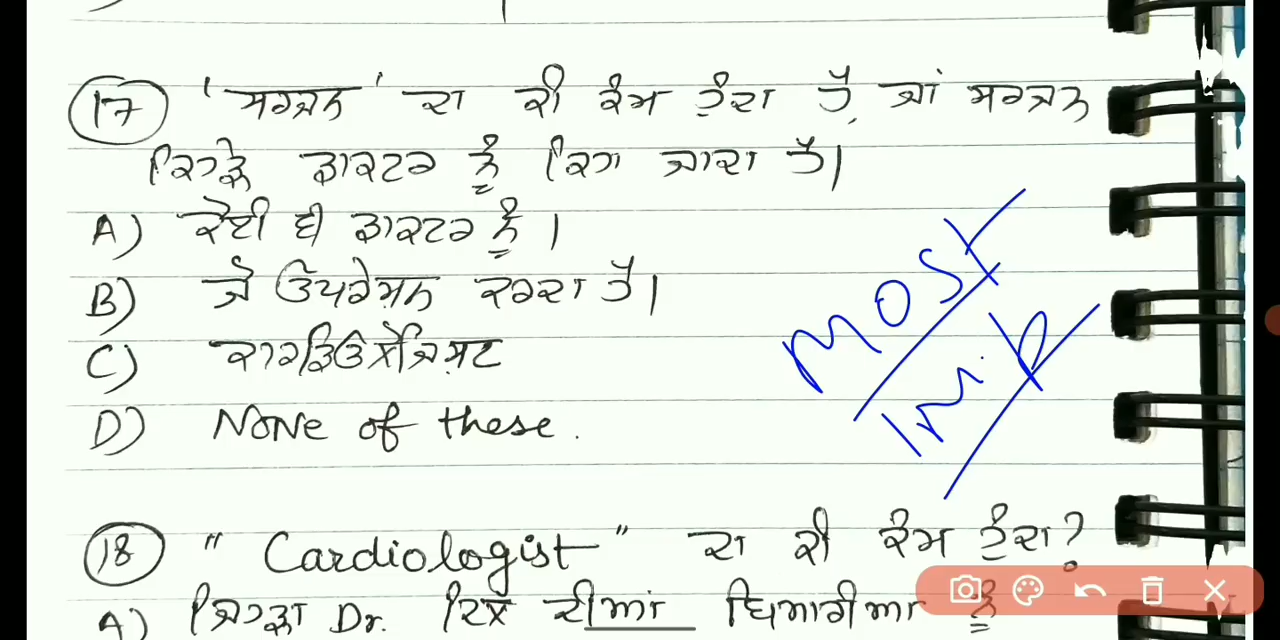 17 'ਸਰਜਨ' ਦਾ ਕੀ ਕੰਮ ਹੁੰਦਾ ਹੈ, ਜਾਂ ਸਰਜਨ
ਕਿਹੜੇ ਡਾਕਟਰ ਨੂੰ ਕਿਹਾ ਜਾਦਾ ਹੈ।
A) ਕੋਈ ਵੀ ਡਾਕਟਰ ਨੂੰ।
B) ਜੋ ਉਪਰੇਸ਼ਨ ਕਰਦਾ ਹੈ।
C) ਕਾਰਡਿਓਲੋਜਿਸ਼ਟ
D) NONe of these.
MOST
IMP
18 "Cardiologist" ਦਾ ਕੀ ਕੰਮ ਹੁੰਦਾ?
A) ਜਿਹੜਾ Dr. ਦਿਲ ਦੀਆਂ ਬਿਮਾਰੀਆ ਨੂੰ